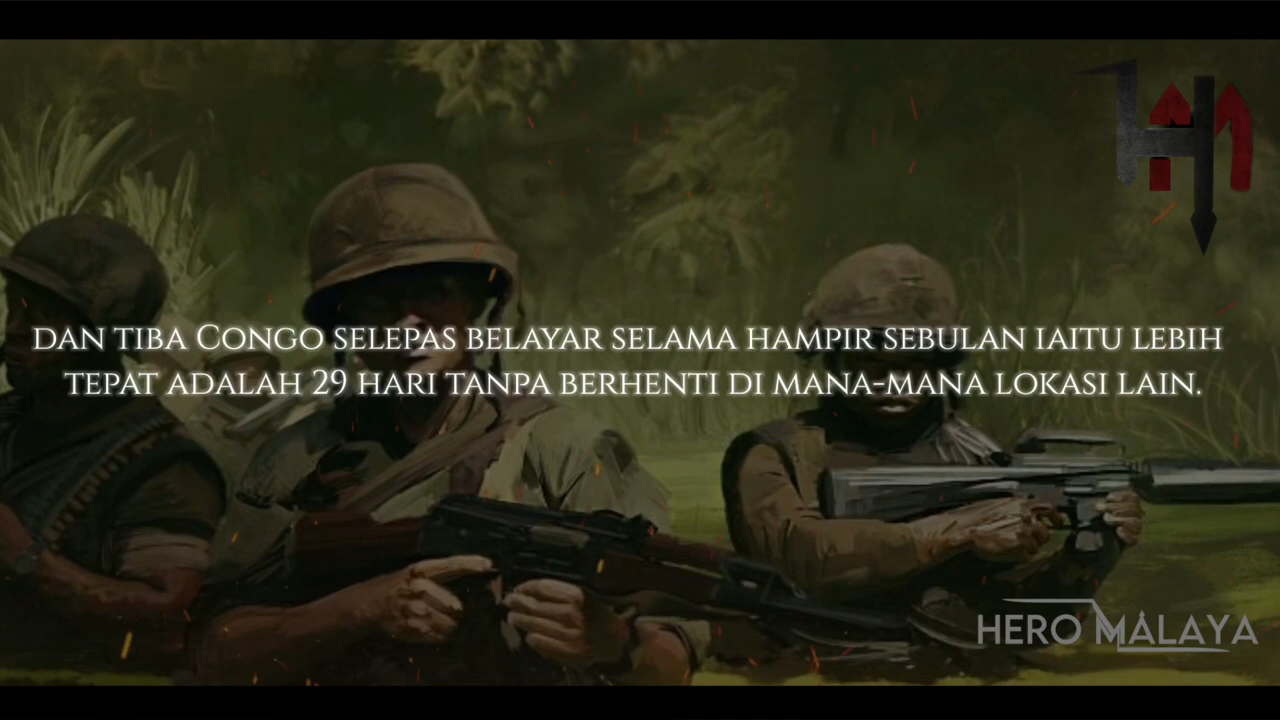 DAN TIBA CONGO SELEPAS BELAYAR SELAMA HAMPIR SEBULAN IAITU LEBIH
TEPAT ADALAH 29 HARI TANPA BERHENTI DI MANA-MANA LOKASI LAIN.
HERO MALAYA